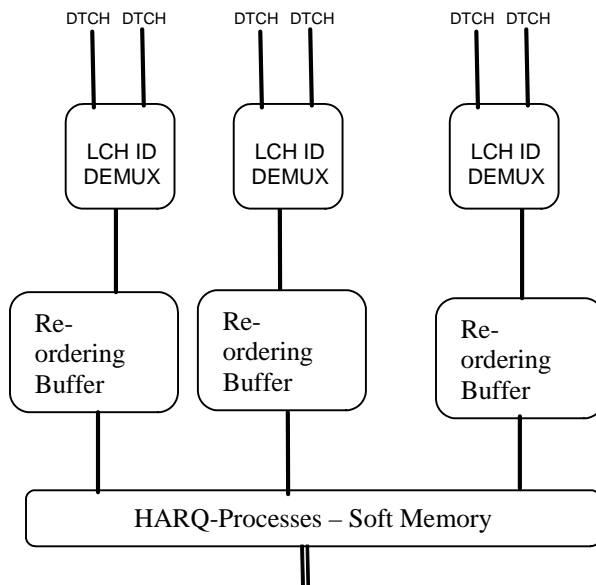 DTCH DTCH DTCH DTCH DTCH DTCH
LCH ID
DEMUX
LCH ID
DEMUX
LCH ID
DEMUX
Re-
ordering
Buffer
Re-
ordering
Buffer
Re-
ordering
Buffer
HARQ-Processes – Soft Memory